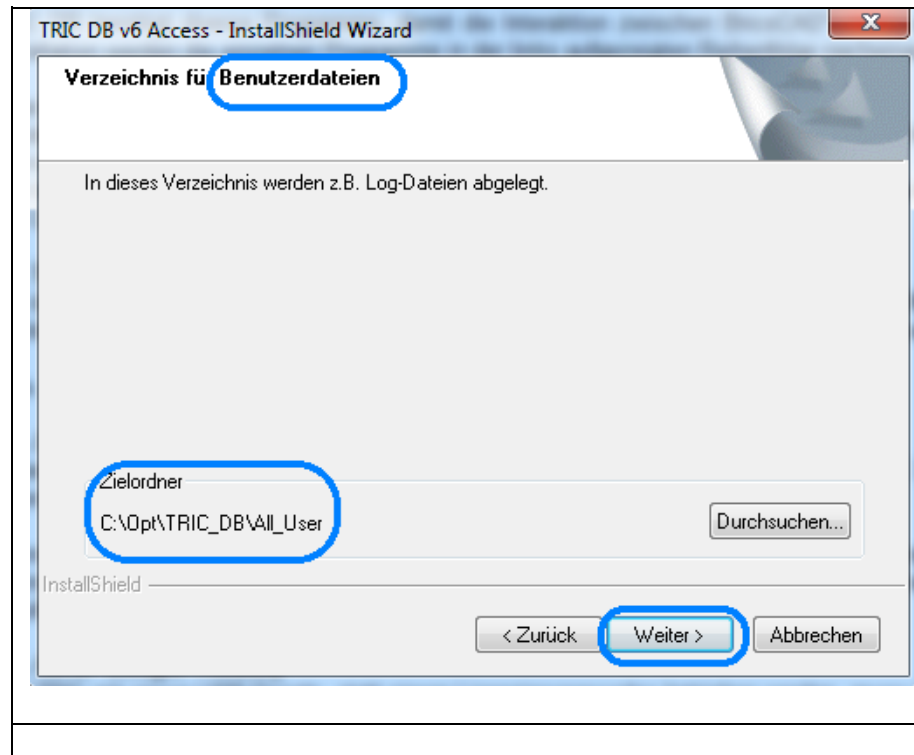 TRIC DB v6 Access - InstallShield Wizard
Verzeichnis für Benutzerdateien
In dieses Verzeichnis werden z.B. Log-Dateien abgelegt.
Zielordner
C:\Opt\TRIC_DB\All_User
Durchsuchen...
InstallShield
< Zurück Weiter > Abbrechen